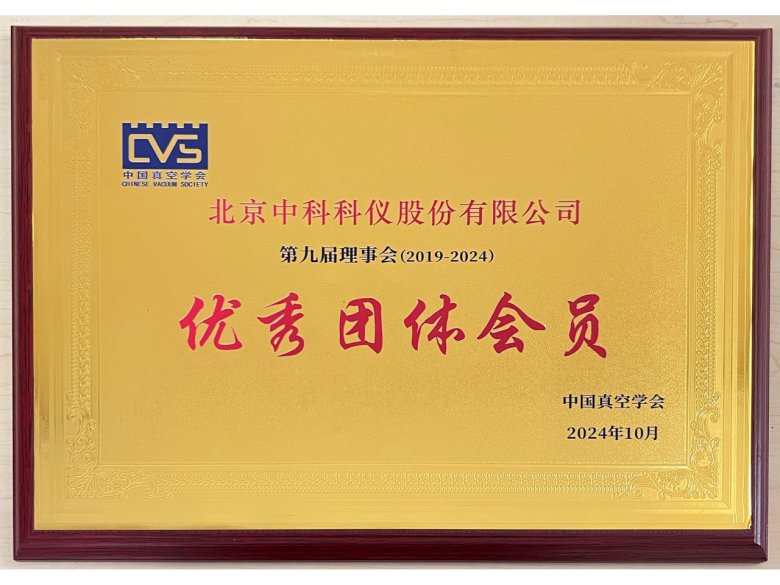 CVS
中国真空学会
CHINESE VACUUM SOCIETY
北京中科科仪股份有限公司
第九届理事会(2019-2024)
优秀团体会员
中国真空学会
2024年10月